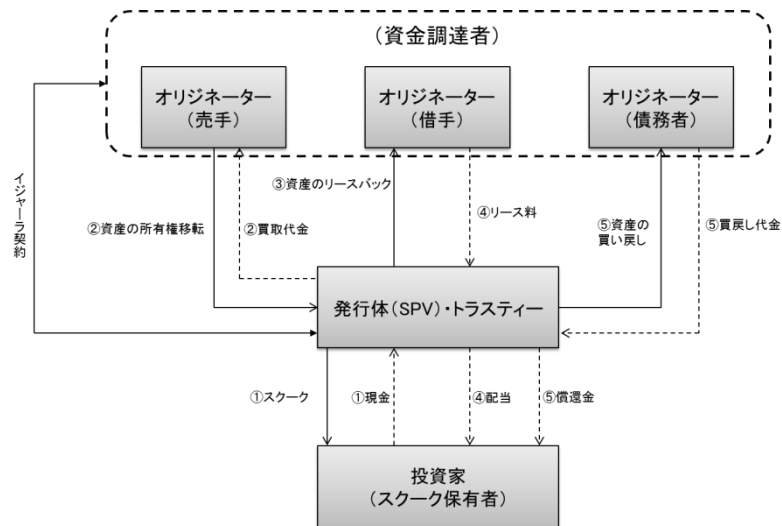 （資金調達者）
オリジネーター
（売手）
オリジネーター
（借手）
オリジネーター
（債務者）
イジャーラ契約
②資産の所有権移転
②買取代金
③資産のリースバック
④リース料
⑤資産の
買い戻し
⑤買戻し代金
発行体（SPV）・トラスティー
①スクーク
①現金
④配当
⑤償還金
投資家
（スクーク保有者）